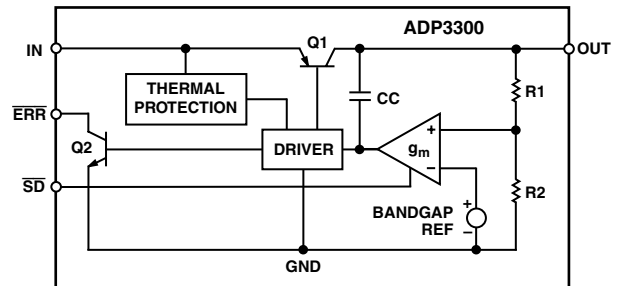 ADP3300
IN
Q1
OUT
THERMAL
PROTECTION
CC
R1
ERR
Q2
DRIVER
gm
+
−
R2
SD
BANDGAP
REF
+
−
GND